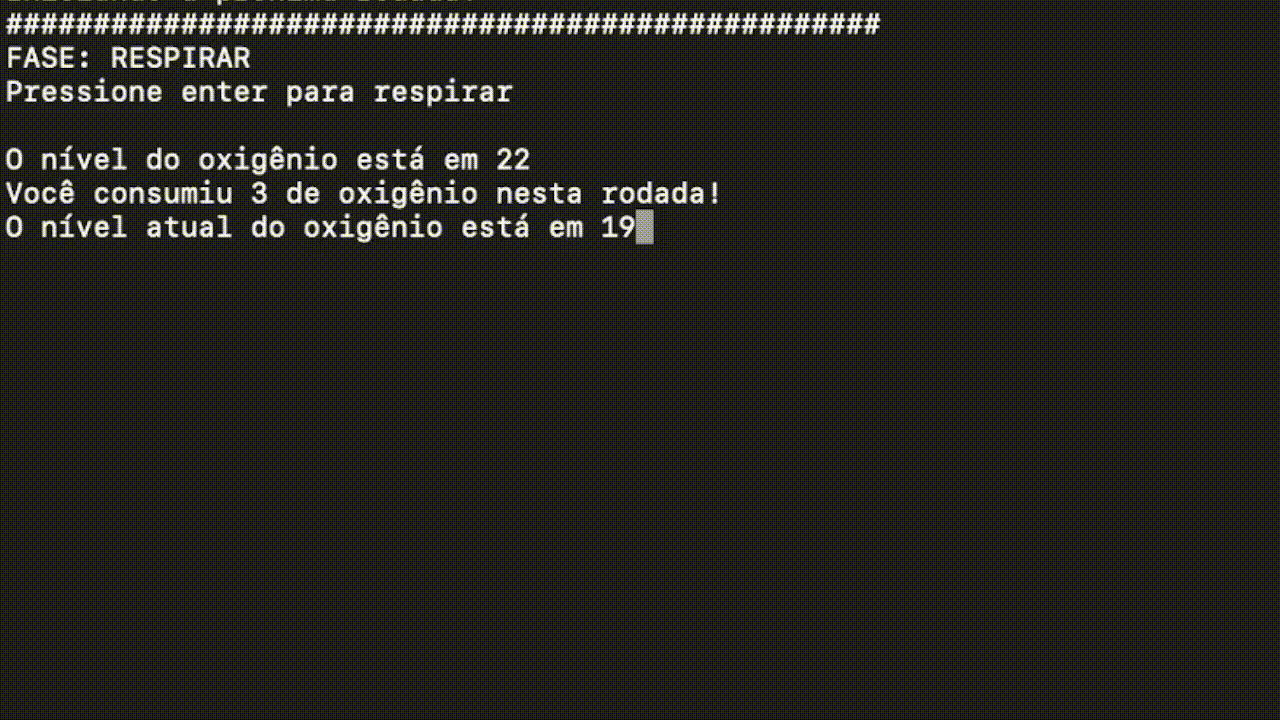 ##################################################
FASE: RESPIRAR
Pressione enter para respirar
O nível do oxigênio está em 22
Você consumiu 3 de oxigênio nesta rodada!
O nível atual do oxigênio está em 19